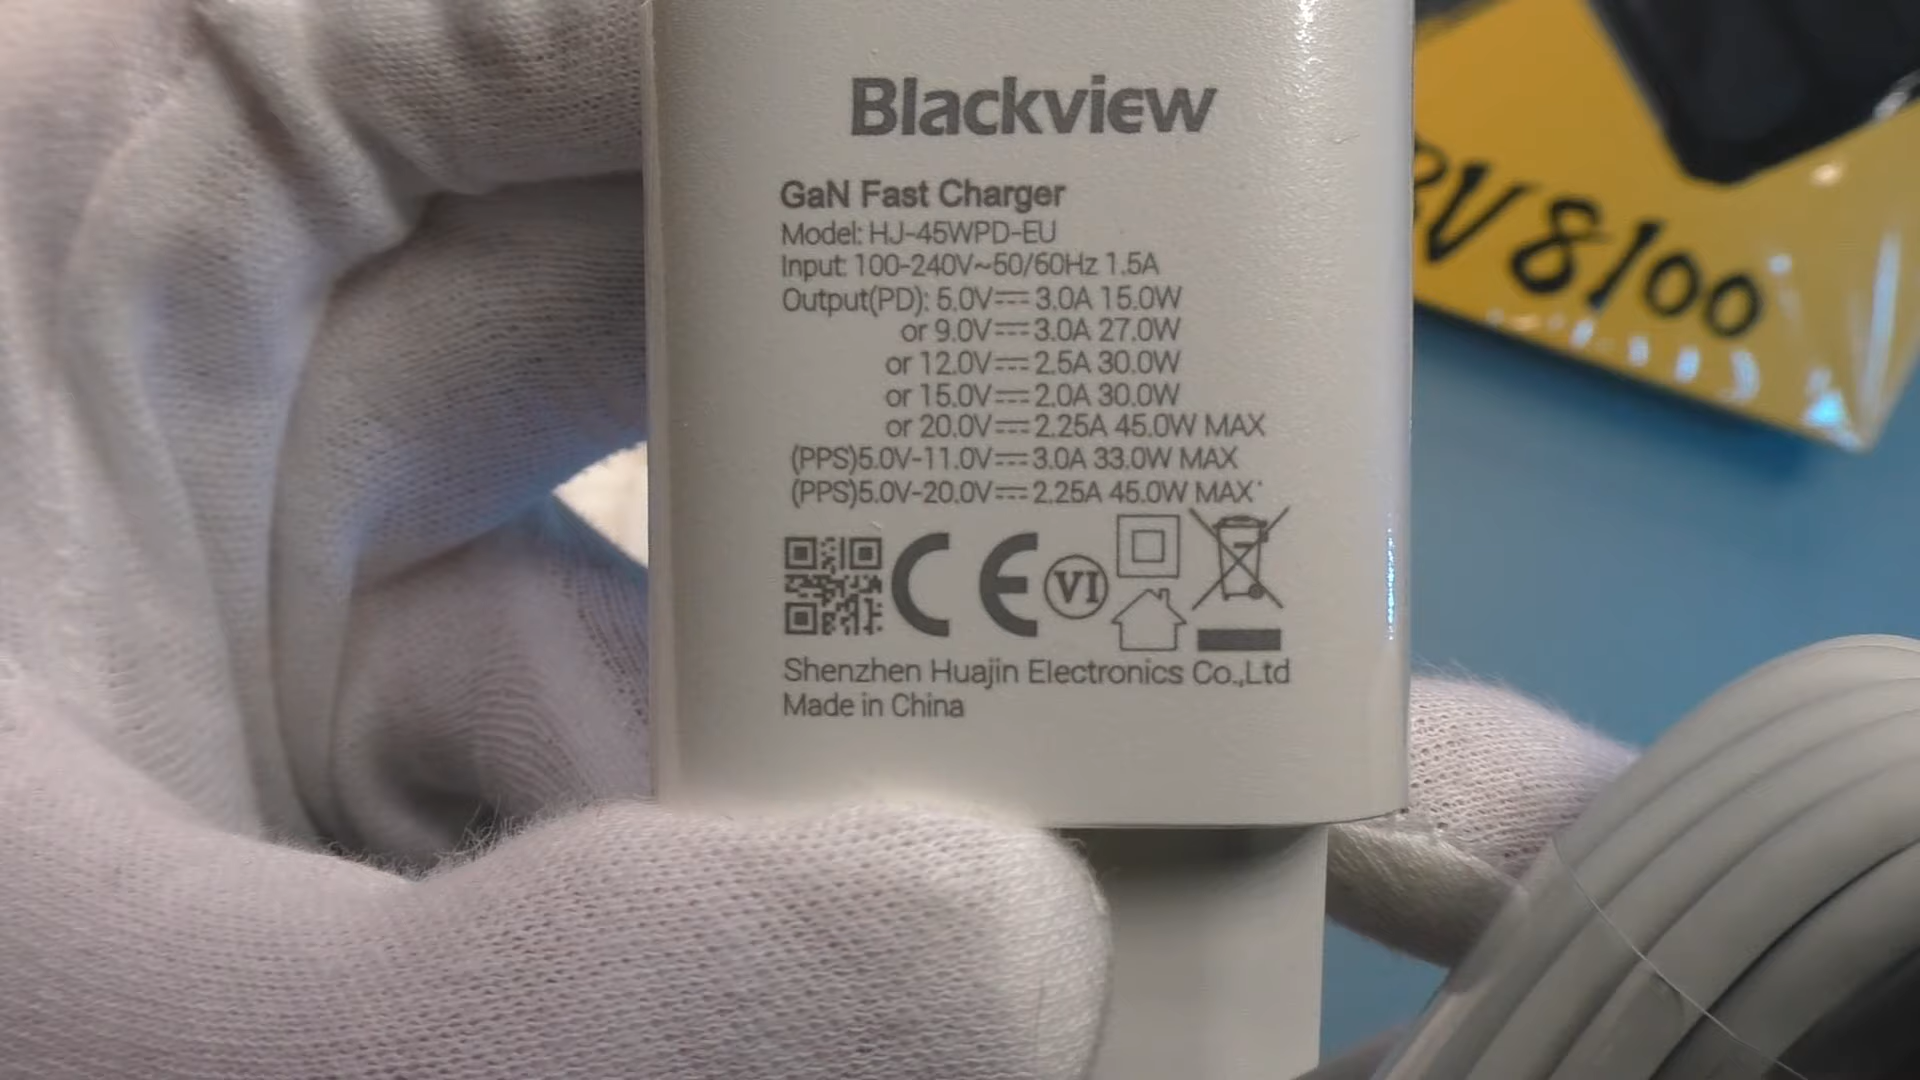 Blackview
GaN Fast Charger
Model: HJ-45WPD-EU
Input: 100-240V~50/60Hz 1.5A
Output(PD): 5.0V⎓3.0A 15.0W
or 9.0V⎓3.0A 27.0W
or 12.0V⎓2.5A 30.0W
or 15.0V⎓2.0A 30.0W
or 20.0V⎓2.25A 45.0W MAX
(PPS)5.0V-11.0V⎓3.0A 33.0W MAX
(PPS)5.0V-20.0V⎓2.25A 45.0W MAX
CE VI
Shenzhen Huajin Electronics Co.,Ltd
Made in China
BV8100